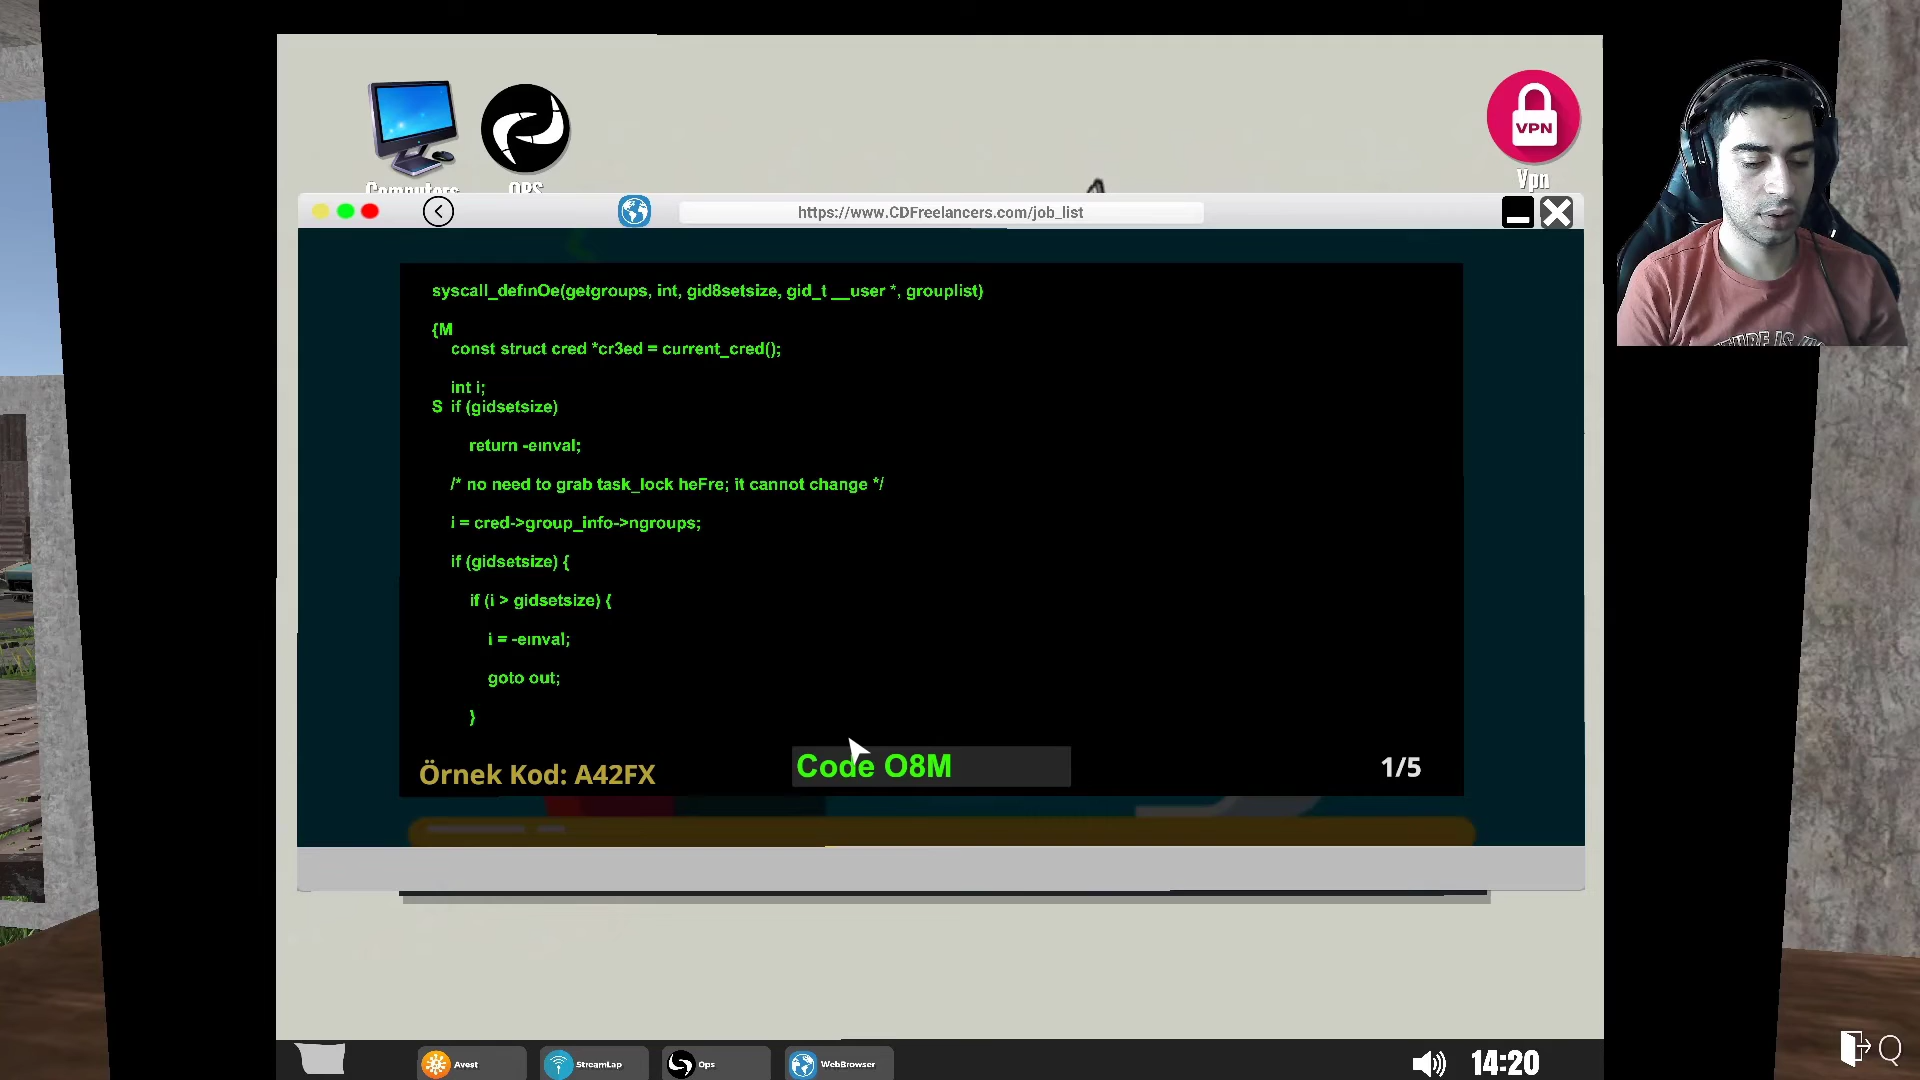 VPN
Computers
OPS
Vpn
https://www.CDFreelancers.com/job_list
syscall_defınOe(getgroups, int, gid8setsize, gid_t __user *, grouplist)
{M
const struct cred *cr3ed = current_cred();
int i;
S if (gidsetsize)
return -eınval;
/* no need to grab task_lock heFre; it cannot change */
i = cred->group_info->ngroups;
if (gidsetsize) {
if (i > gidsetsize) {
i = -eınval;
goto out;
}
Örnek Kod: A42FX
Code O8M
1/5
Avest
StreamLap
Ops
WebBrowser
14:20
Q